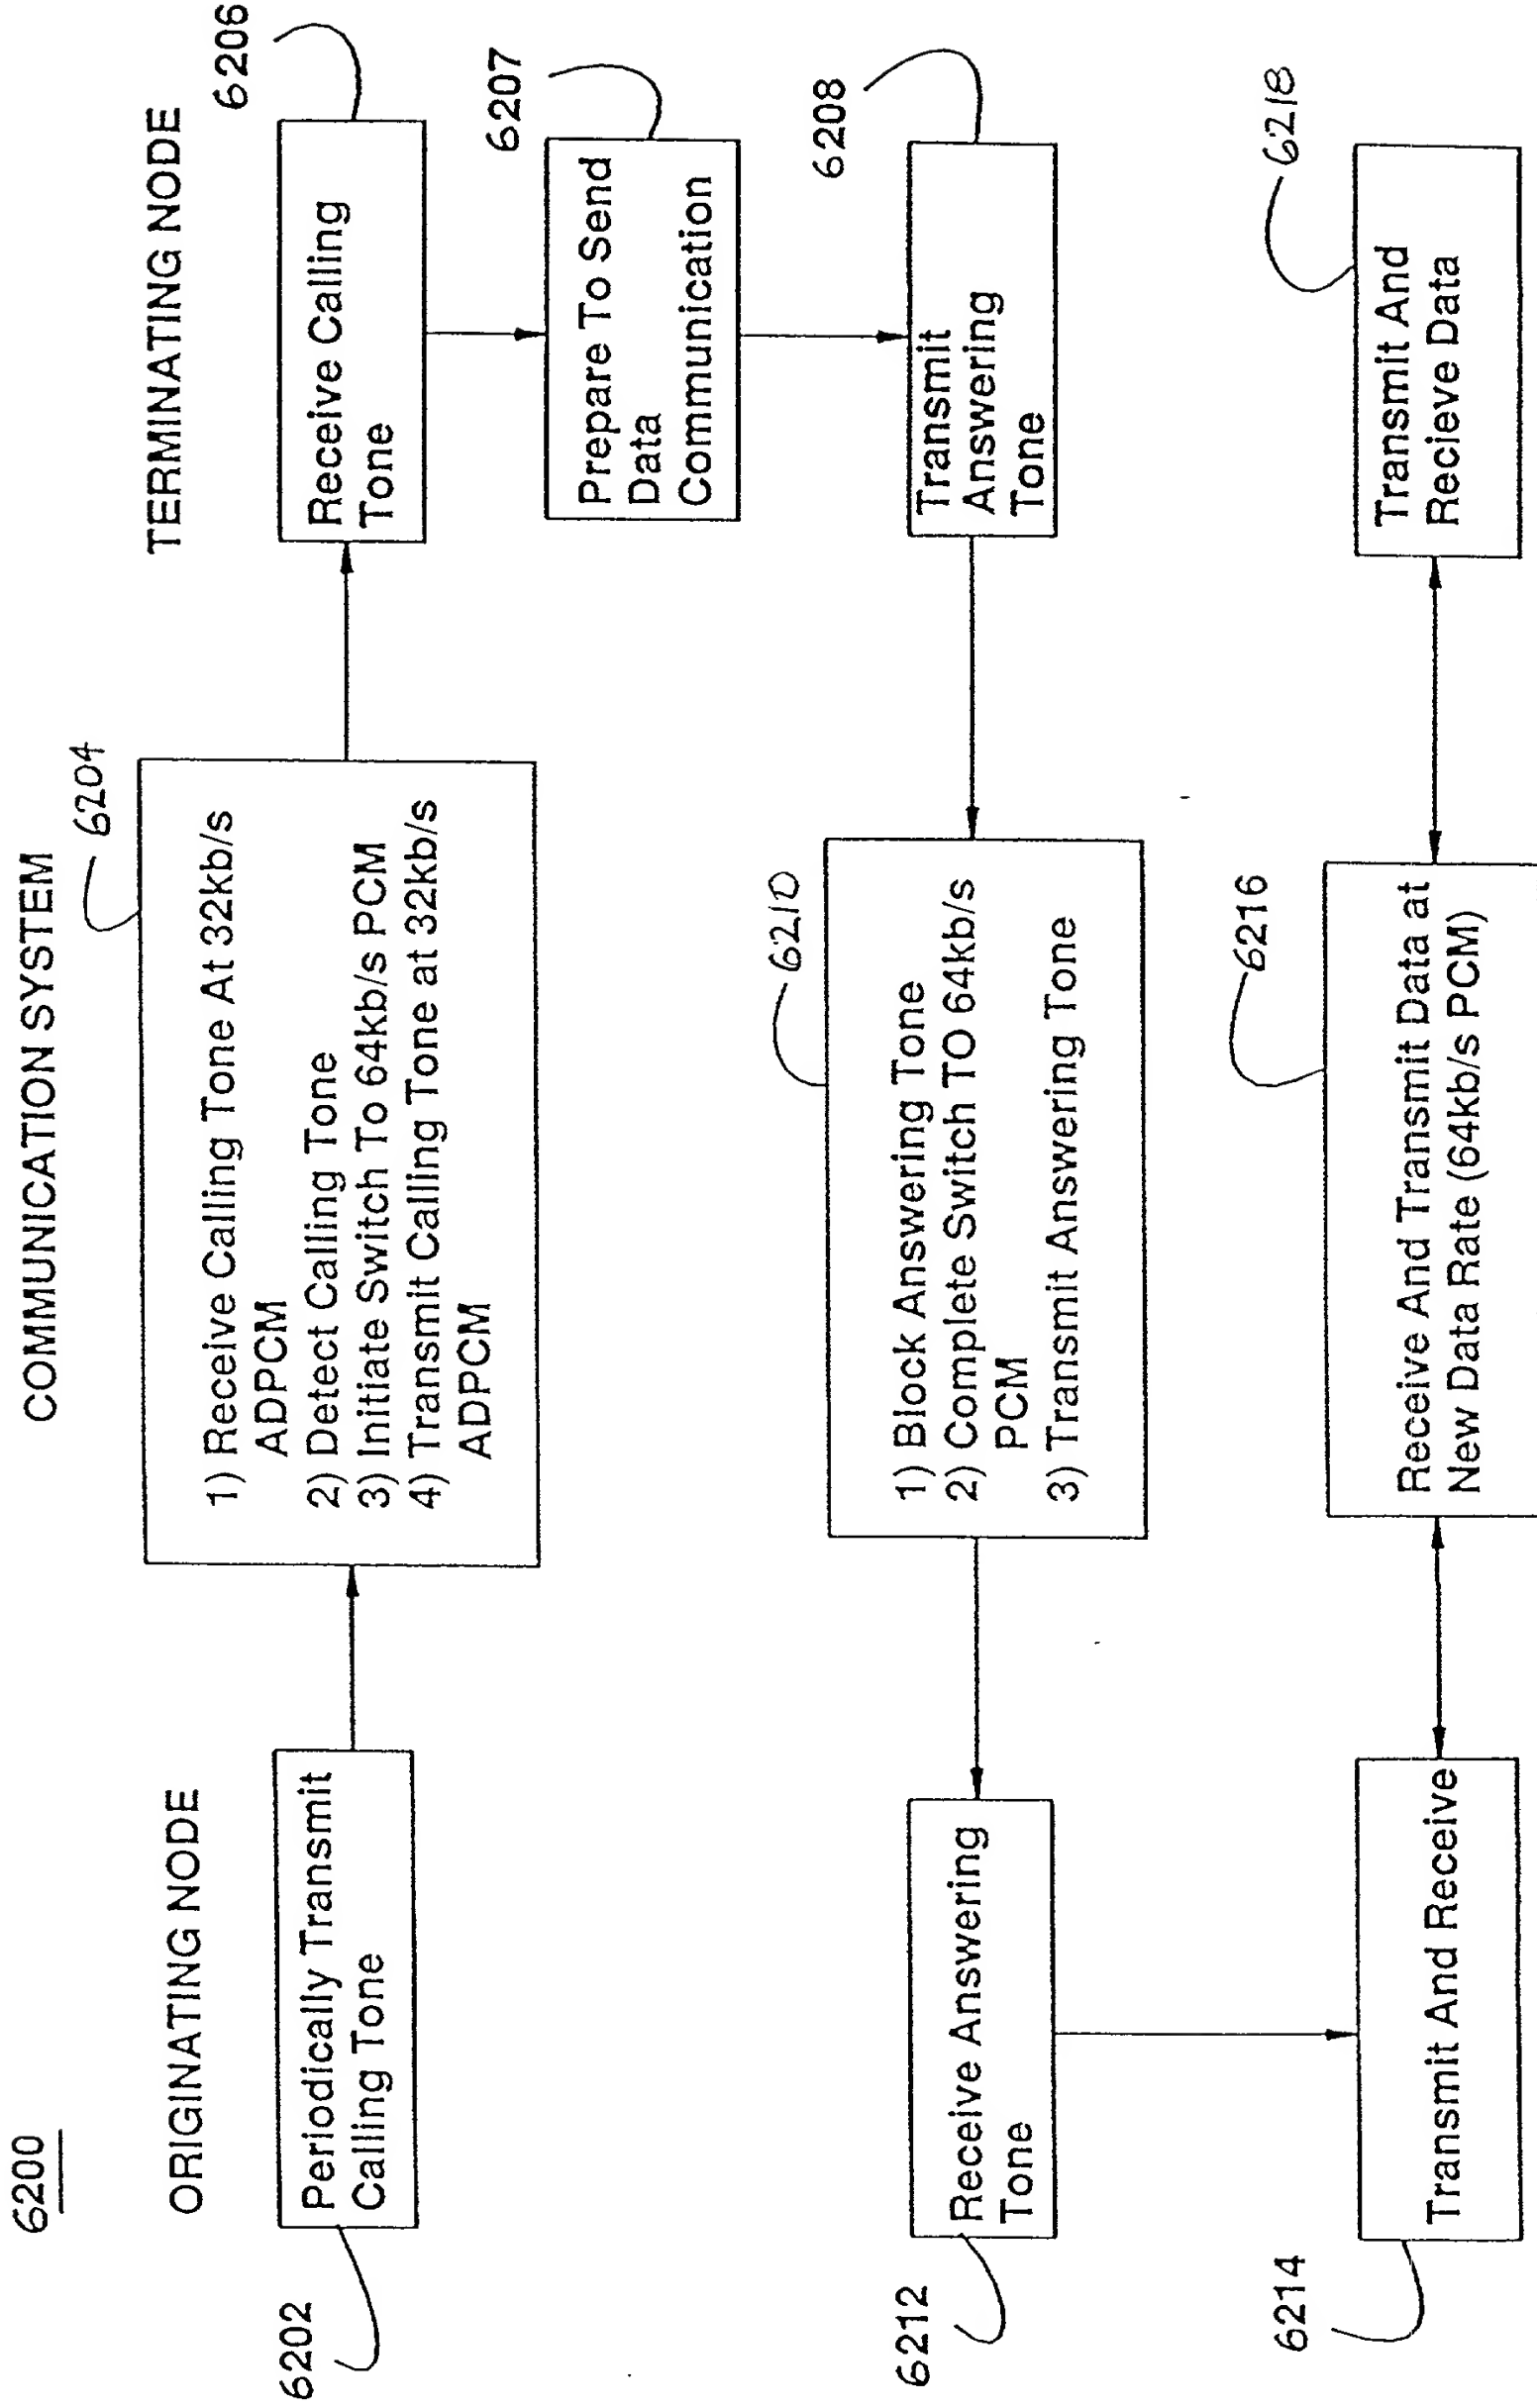 6200
COMMUNICATION SYSTEM
ORIGINATING NODE
TERMINATING NODE
6202
Periodically Transmit
Calling Tone
6204
1) Receive Calling Tone At 32kb/s
ADPCM
2) Detect Calling Tone
3) Initiate Switch To 64kb/s PCM
4) Transmit Calling Tone at 32kb/s
ADPCM
6206
Receive Calling
Tone
6207
Prepare To Send
Data
Communication
6208
Transmit
Answering
Tone
6210
1) Block Answering Tone
2) Complete Switch TO 64kb/s
PCM
3) Transmit Answering Tone
6212
Receive Answering
Tone
6214
Transmit And Receive
6216
Receive And Transmit Data at
New Data Rate (64kb/s PCM)
6218
Transmit And
Recieve Data